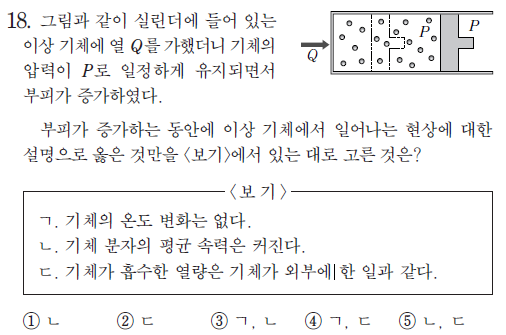 18. 그림과 같이 실린더에 들어 있는
이상 기체에 열 Q를 가했더니 기체의
압력이 P로 일정하게 유지되면서
부피가 증가하였다.
Q
P
P
부피가 증가하는 동안에 이상 기체에서 일어나는 현상에 대한
설명으로 옳은 것만을 <보기>에서 있는 대로 고른 것은?
<보 기>
ㄱ. 기체의 온도 변화는 없다.
ㄴ. 기체 분자의 평균 속력은 커진다.
ㄷ. 기체가 흡수한 열량은 기체가 외부에 한 일과 같다.
① ㄴ ② ㄷ ③ ㄱ, ㄴ ④ ㄱ, ㄷ ⑤ ㄴ, ㄷ